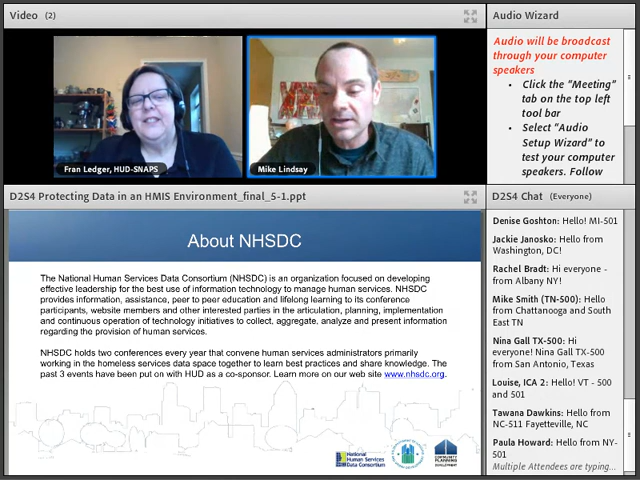 Video (2)
Fran Ledger, HUD-SNAPS
Mike Lindsay
Audio Wizard
Audio will be broadcast
through your computer
speakers
• Click the "Meeting"
tab on the top left
tool bar
• Select "Audio
Setup Wizard" to
test your computer
speakers. Follow
D2S4 Protecting Data in an HMIS Environment_final_5-1.ppt
About NHSDC
The National Human Services Data Consortium (NHSDC) is an organization focused on developing
effective leadership for the best use of information technology to manage human services. NHSDC
provides information, assistance, peer to peer education and lifelong learning to its conference
participants, website members and other interested parties in the articulation, planning, implementation
and continuous operation of technology initiatives to collect, aggregate, analyze and present information
regarding the provision of human services.
NHSDC holds two conferences every year that convene human services administrators primarily
working in the homeless services data space together to learn best practices and share knowledge. The
past 3 events have been put on with HUD as a co-sponsor. Learn more on our web site www.nhsdc.org.
National
Human Services
Data Consortium
COMMUNITY
PLANNING
DEVELOPMENT
D2S4 Chat (Everyone)
Denise Goshton: Hello! MI-501
Jackie Janosko: Hello from
Washington, DC!
Rachel Bradt: Hi everyone -
from Albany NY!
Mike Smith (TN-500): Hello
from Chattanooga and South
East TN
Nina Gall TX-500: Hi
everyone! Nina Gall TX-500
from San Antonio, Texas
Louise, ICA 2: Hello! VT - 500
and 501
Tawana Dawkins: Hello from
NC-511 Fayetteville, NC
Paula Howard: Hello from NY-
501
Multiple Attendees are typing...